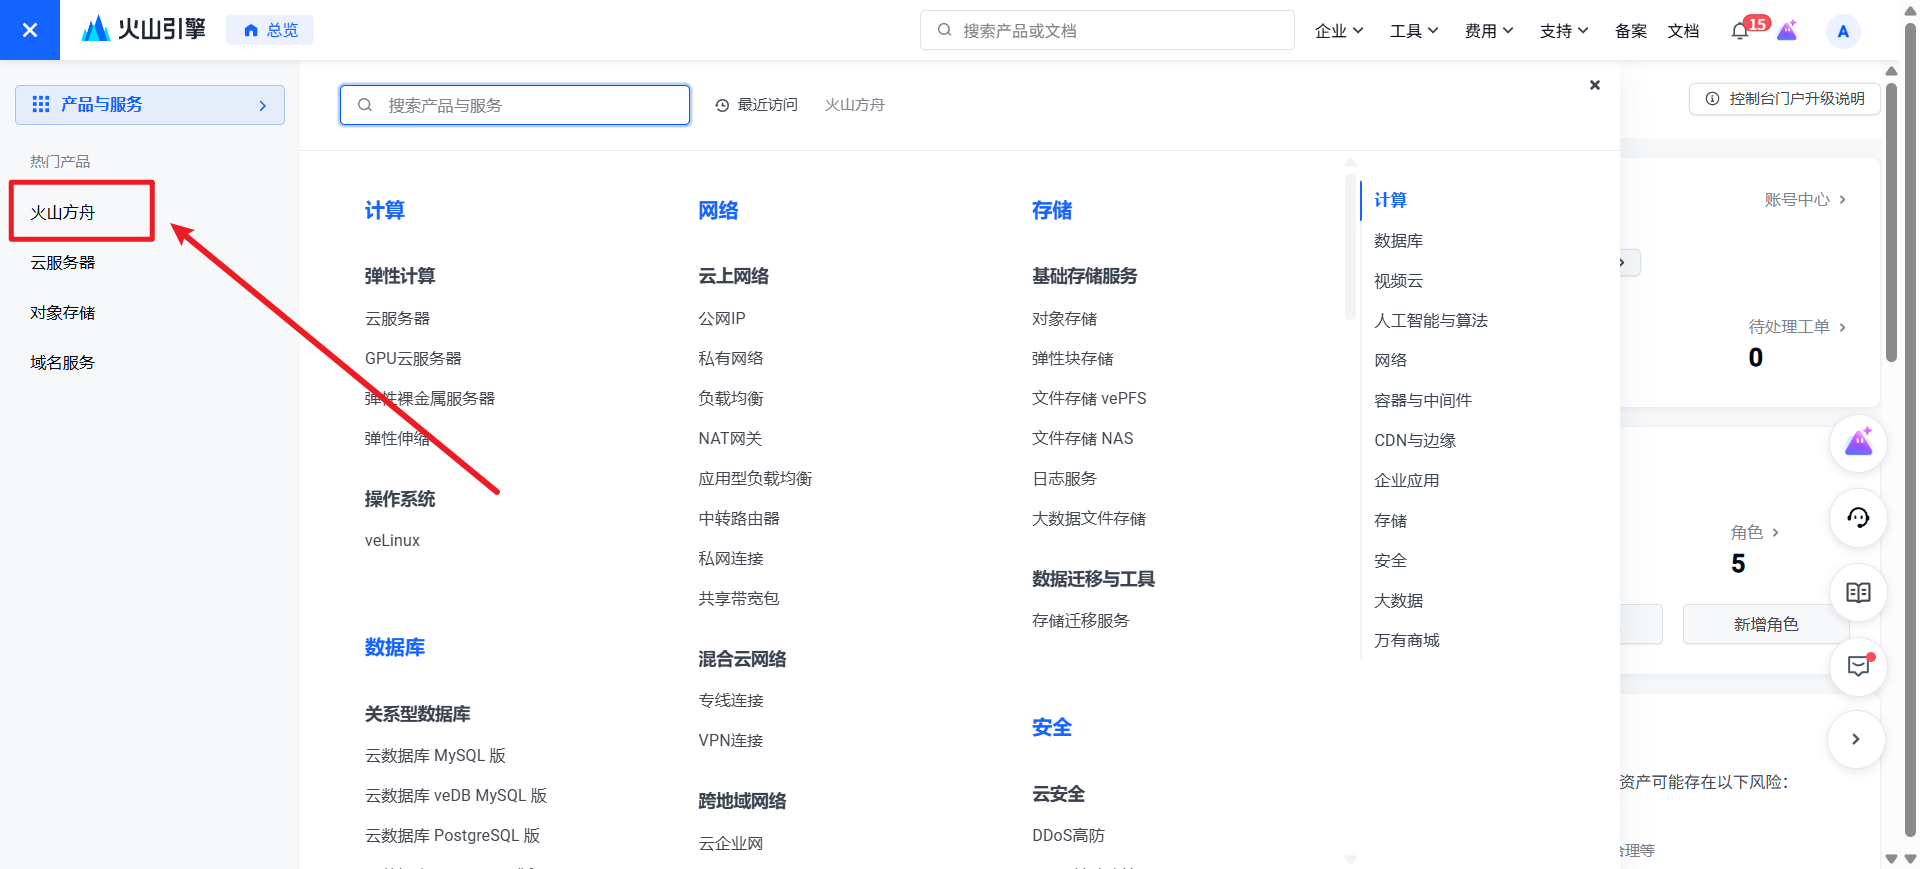 火山引擎
总览
搜索产品或文档
企业
工具
费用
支持
备案
文档
15
A
产品与服务
热门产品
火山方舟
云服务器
对象存储
域名服务
搜索产品与服务
最近访问
火山方舟
计算
弹性计算
云服务器
GPU云服务器
弹性裸金属服务器
弹性伸缩
操作系统
veLinux
数据库
关系型数据库
云数据库 MySQL 版
云数据库 veDB MySQL 版
云数据库 PostgreSQL 版
网络
云上网络
公网IP
私有网络
负载均衡
NAT网关
应用型负载均衡
中转路由器
私网连接
共享带宽包
混合云网络
专线连接
VPN连接
跨地域网络
云企业网
存储
基础存储服务
对象存储
弹性块存储
文件存储 vePFS
文件存储 NAS
日志服务
大数据文件存储
数据迁移与工具
存储迁移服务
安全
云安全
DDoS高防
计算
数据库
视频云
人工智能与算法
网络
容器与中间件
CDN与边缘
企业应用
存储
安全
大数据
万有商城
控制台门户升级说明
账号中心
待处理工单
0
角色
5
新增角色
资产可能存在以下风险：
理等